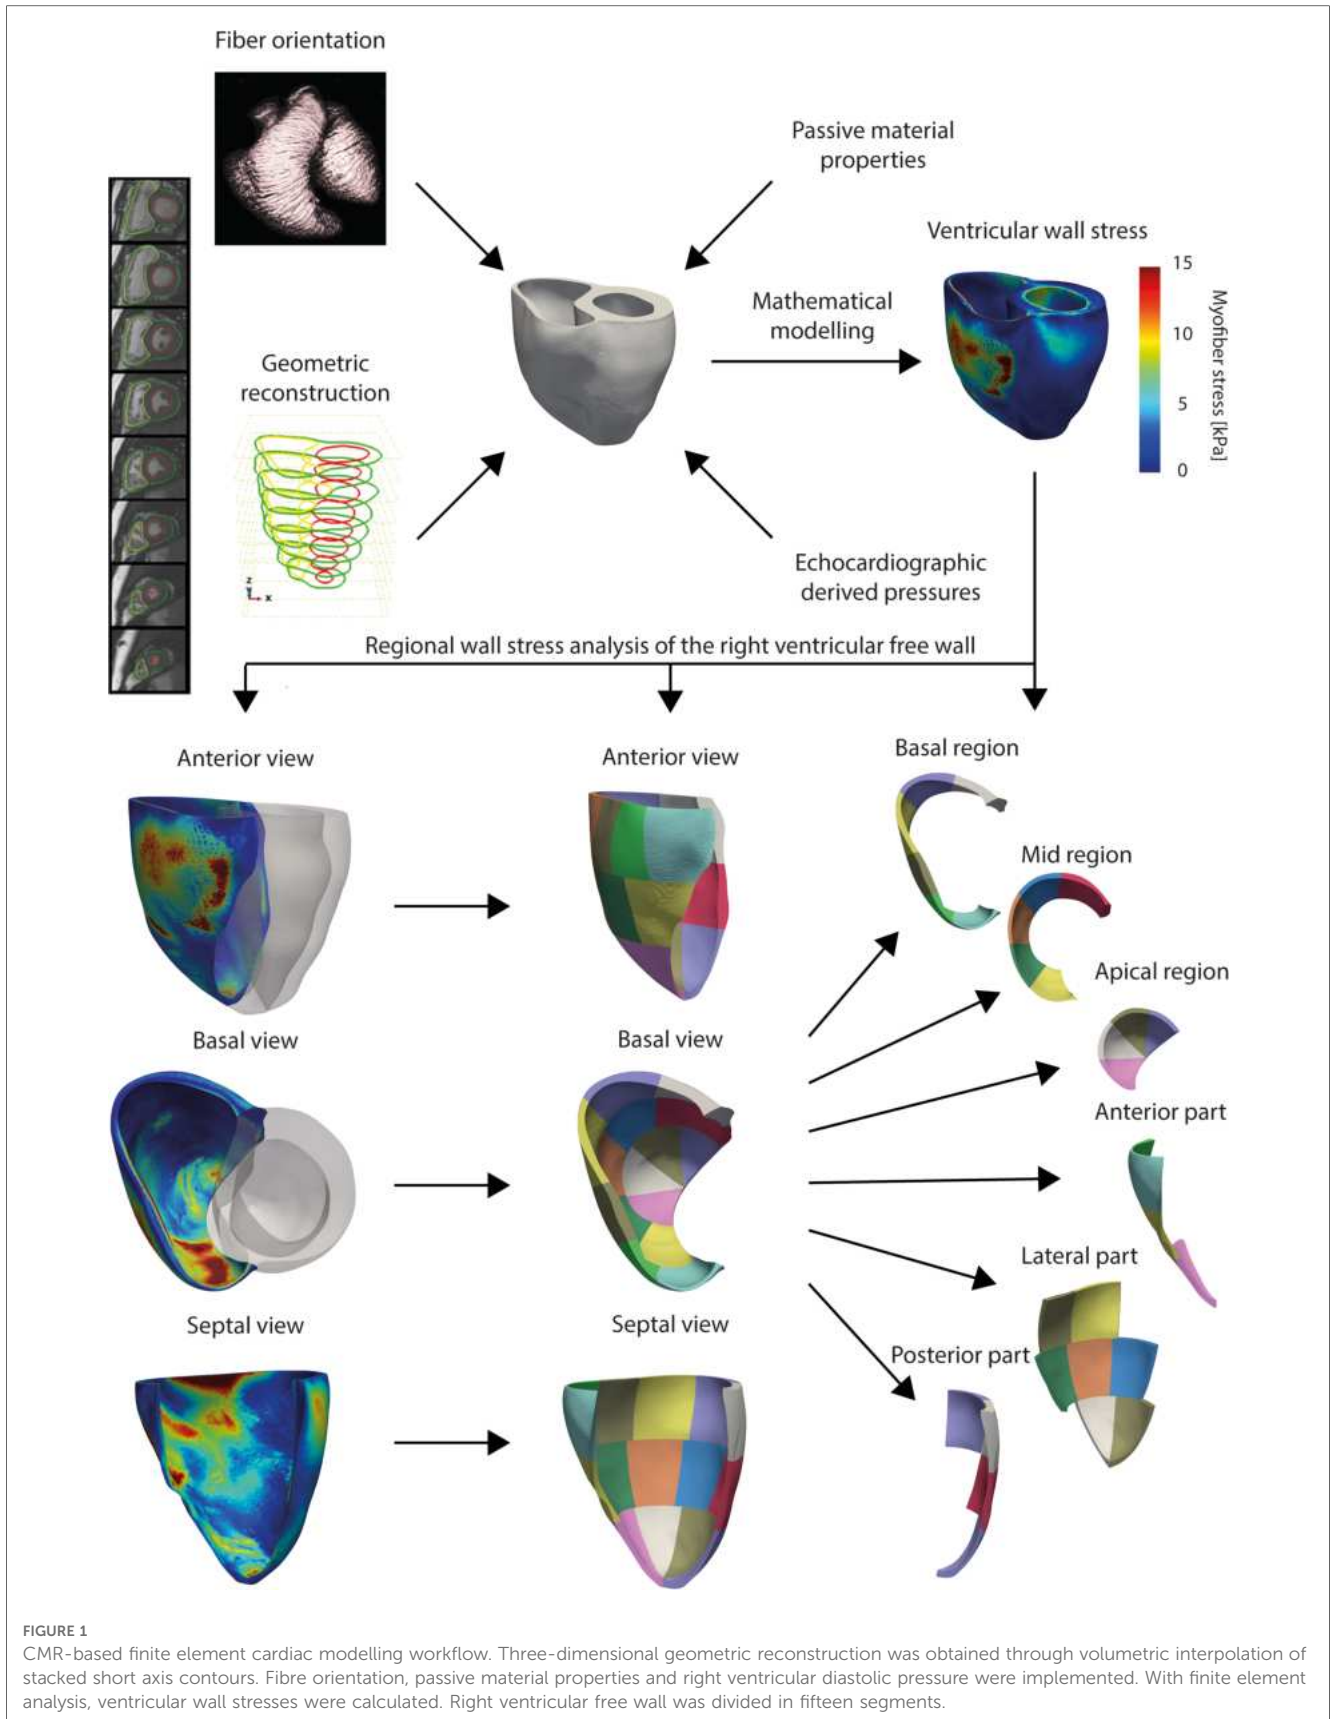 Fiber orientation
Passive material
properties
Ventricular wall stress
15
10
5
0
Myofiber stress [kPa]
Mathematical
modelling
Geometric
reconstruction
z
x
Echocardiographic
derived pressures
Regional wall stress analysis of the right ventricular free wall
Anterior view
Anterior view
Basal region
Mid region
Apical region
Basal view
Basal view
Anterior part
Lateral part
Septal view
Septal view
Posterior part
FIGURE 1
CMR-based finite element cardiac modelling workflow. Three-dimensional geometric reconstruction was obtained through volumetric interpolation of
stacked short axis contours. Fibre orientation, passive material properties and right ventricular diastolic pressure were implemented. With finite element
analysis, ventricular wall stresses were calculated. Right ventricular free wall was divided in fifteen segments.